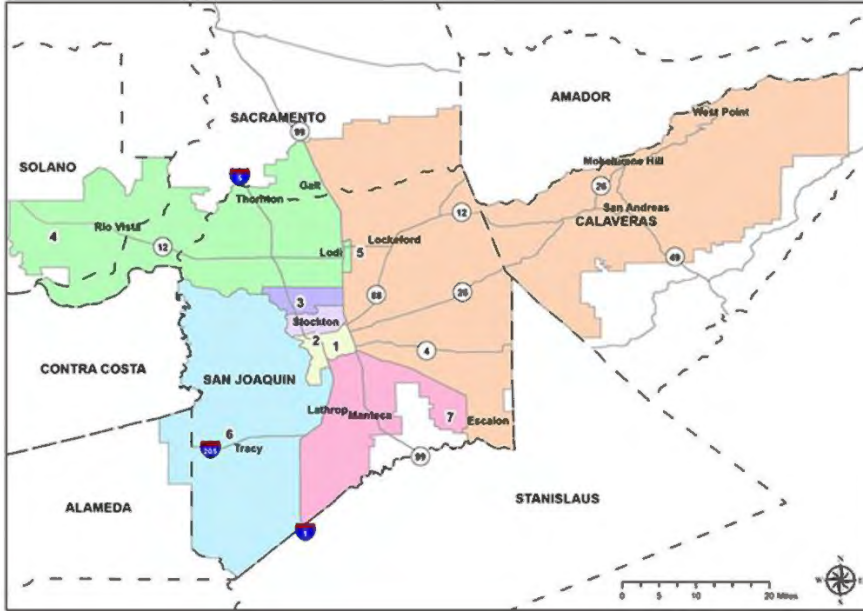 AMADOR
West Point
SACRAMENTO
99
SOLANO
5
Mokelumne Hill
26
Galt
Thornton
San Andreas
12
CALAVERAS
4
Rio Vista
12
Lodi
5
Lockeford
49
3
88
26
Stockton
2
1
4
CONTRA COSTA
SAN JOAQUIN
Lathrop
Manteca
7
Escalon
6
205
Tracy
99
ALAMEDA
STANISLAUS
1
N
W
E
S
0 5 10 20 Miles